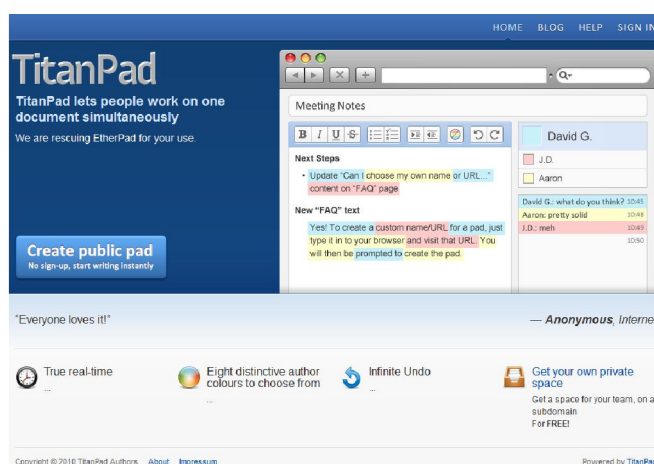 HOME BLOG HELP SIGN IN
TitanPad
TitanPad lets people work on one
document simultaneously
We are rescuing EtherPad for your use.
Create public pad
No sign-up, start writing instantly
Meeting Notes
B I U S
Next Steps
Update "Can I choose my own name or URL..."
content on "FAQ" page
New "FAQ" text
Yes! To create a custom name/URL for a pad, just
type it in to your browser and visit that URL. You
will then be prompted to create the pad.
David G.
J.D.
Aaron
David G.: what do you think? 10:45
Aaron: pretty solid 10:48
J.D.: meh 10:49
10:50
"Everyone loves it!"
— Anonymous, Interne
True real-time
...
Eight distinctive author
colours to choose from
...
Infinite Undo
...
Get your own private
space
Get a space for your team, on a
subdomain
For FREE!
Copyright © 2010 TitanPad Authors About Impressum
Powered by TitanPad